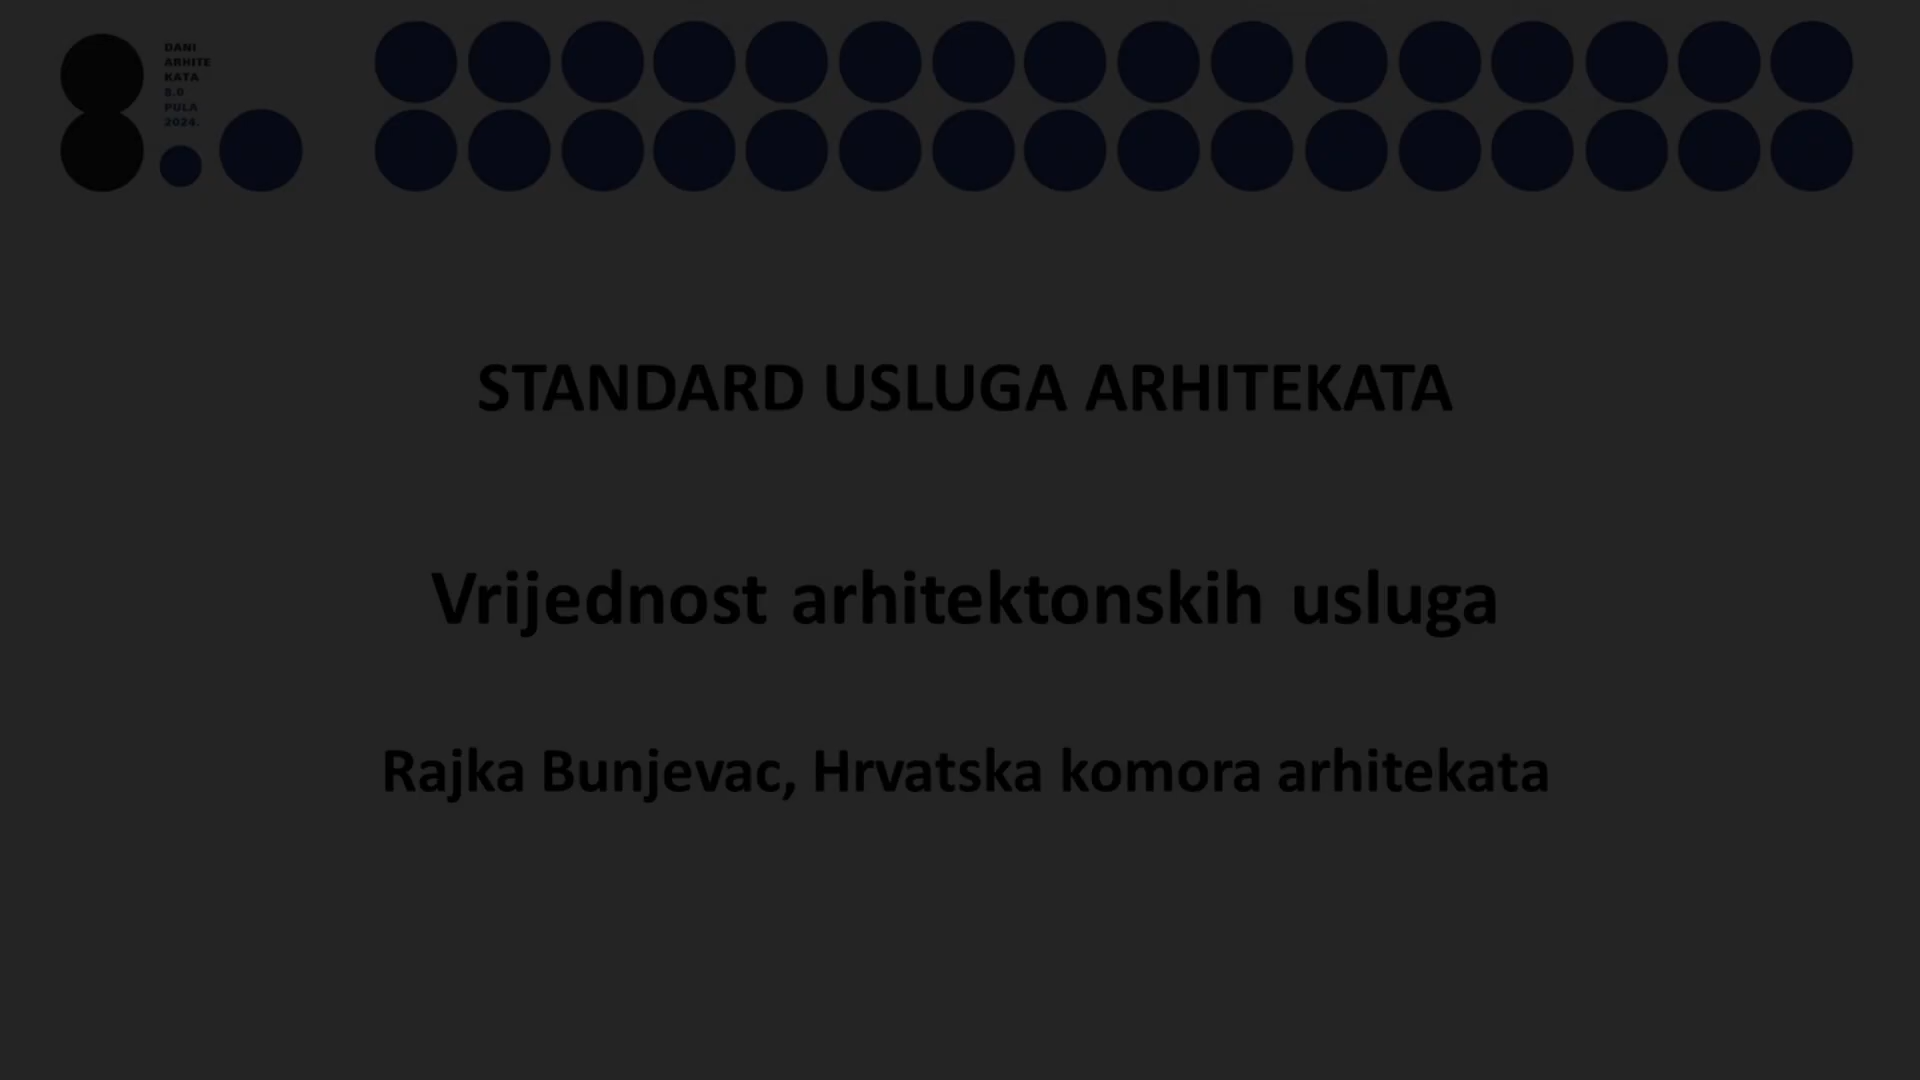 DANI
ARHITE
KATA
8.0
PULA
2024.
STANDARD USLUGA ARHITEKATA
Vrijednost arhitektonskih usluga
Rajka Bunjevac, Hrvatska komora arhitekata